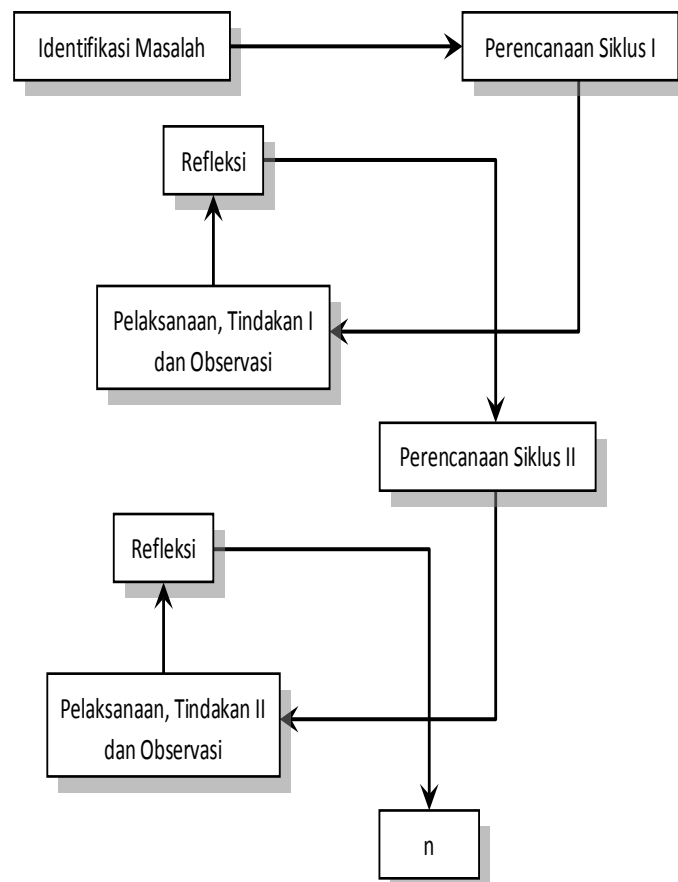 Identifikasi Masalah
Perencanaan Siklus I
Refleksi
Pelaksanaan, Tindakan I
dan Observasi
Perencanaan Siklus II
Refleksi
Pelaksanaan, Tindakan II
dan Observasi
n